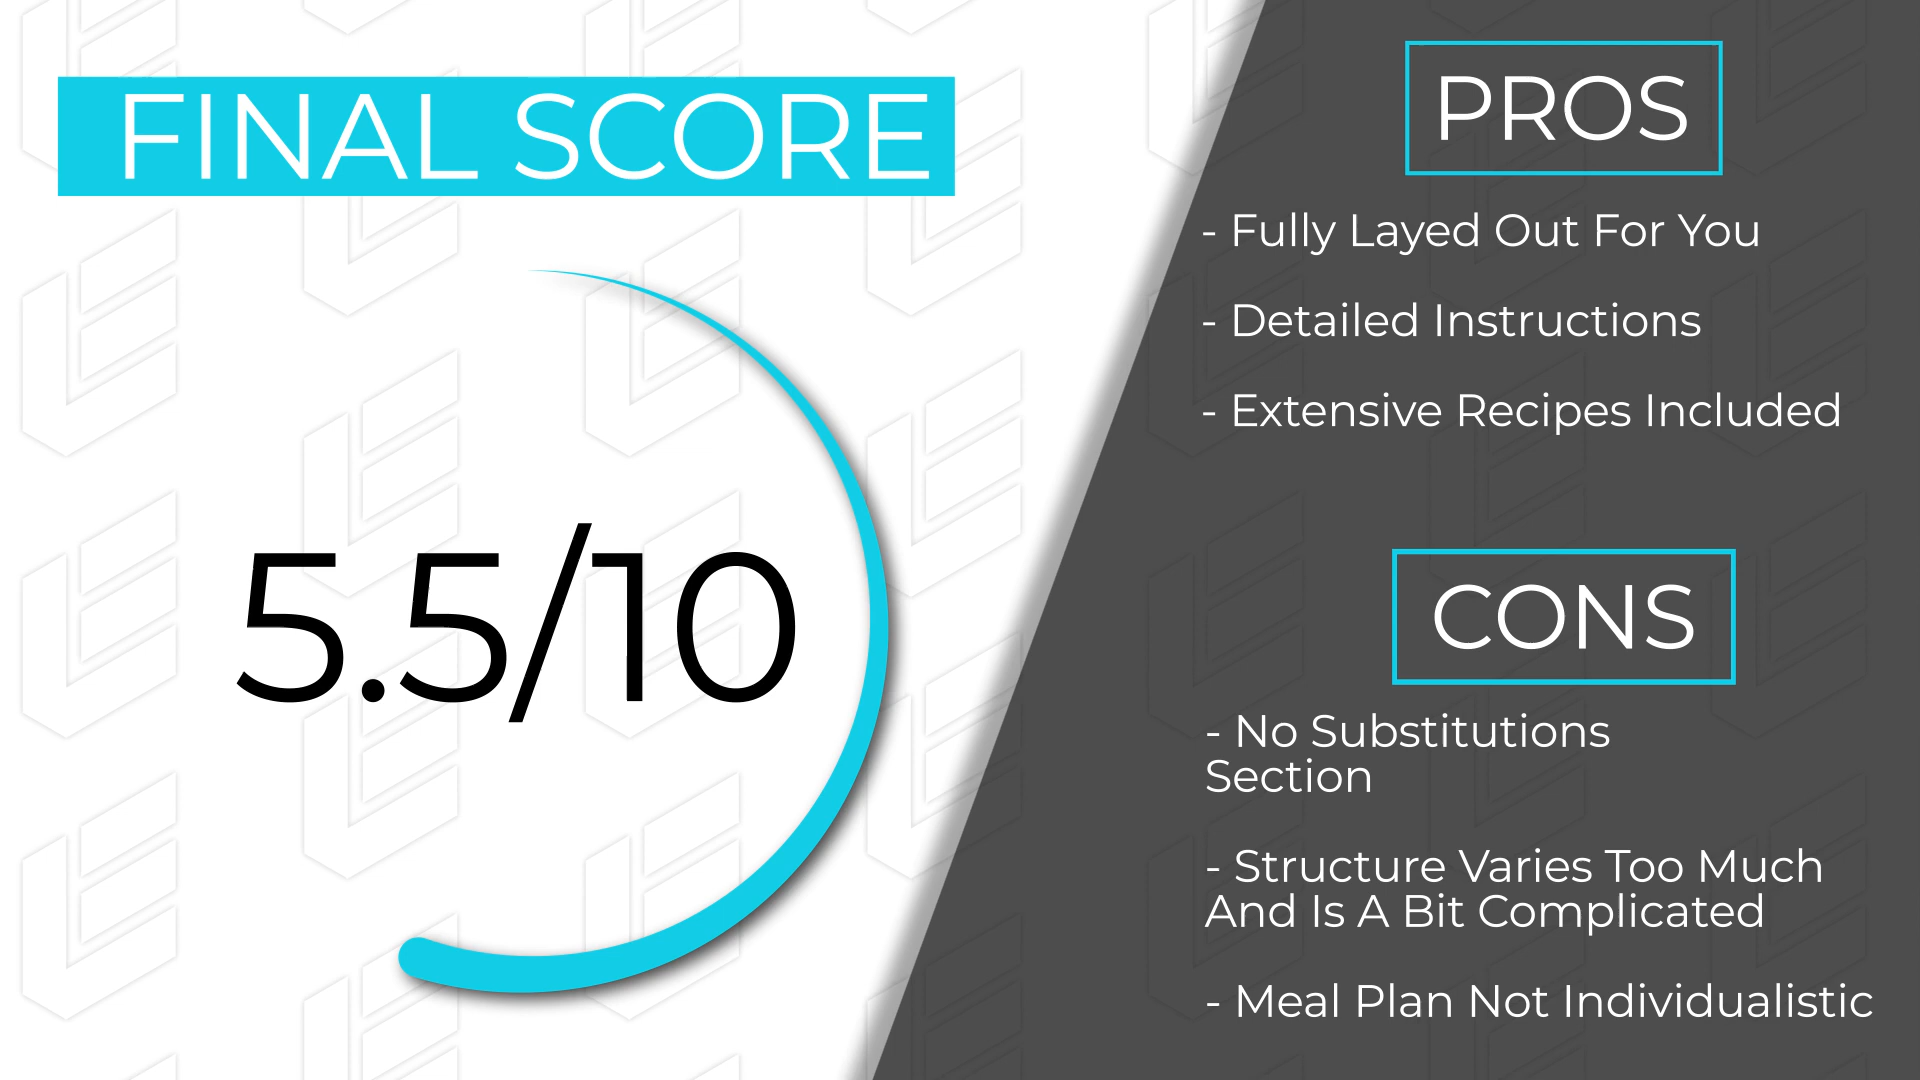 FINAL SCORE
5.5/10
PROS
- Fully Layed Out For You
- Detailed Instructions
- Extensive Recipes Included
CONS
- No Substitutions
Section
- Structure Varies Too Much
And Is A Bit Complicated
- Meal Plan Not Individualistic